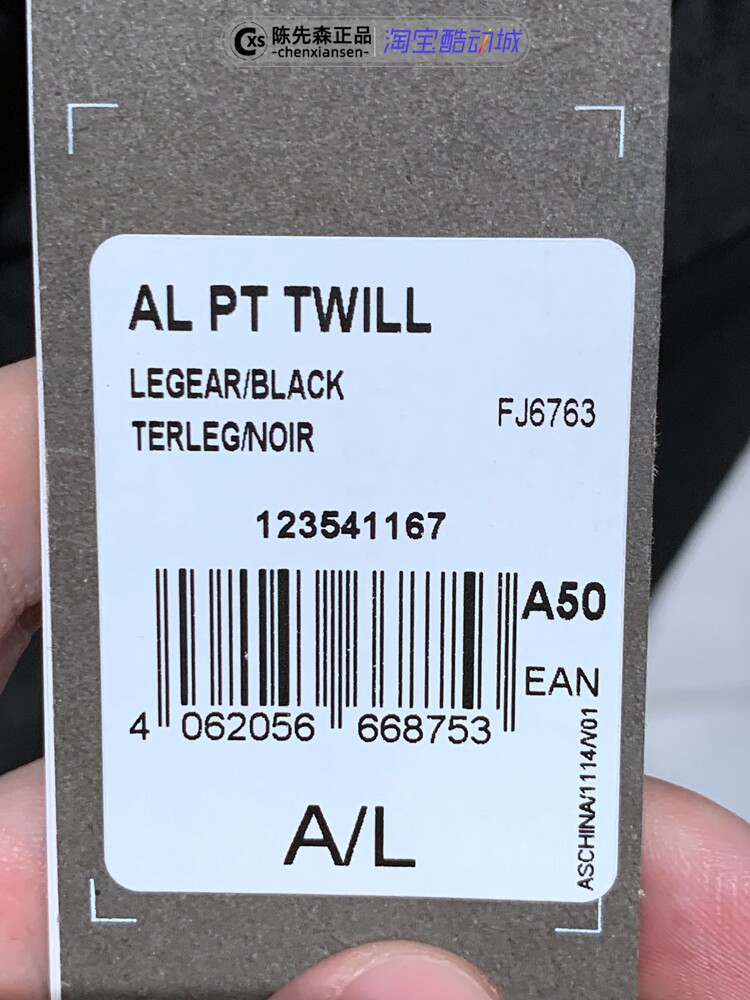 CXS 陈先森正品 淘宝酷动城
-chenxiansen-
AL PT TWILL
LEGEAR/BLACK
FJ6763
TERLEG/NOIR
123541167
A50
EAN
4 062056 668753
ASCHINA/1114/V01
A/L